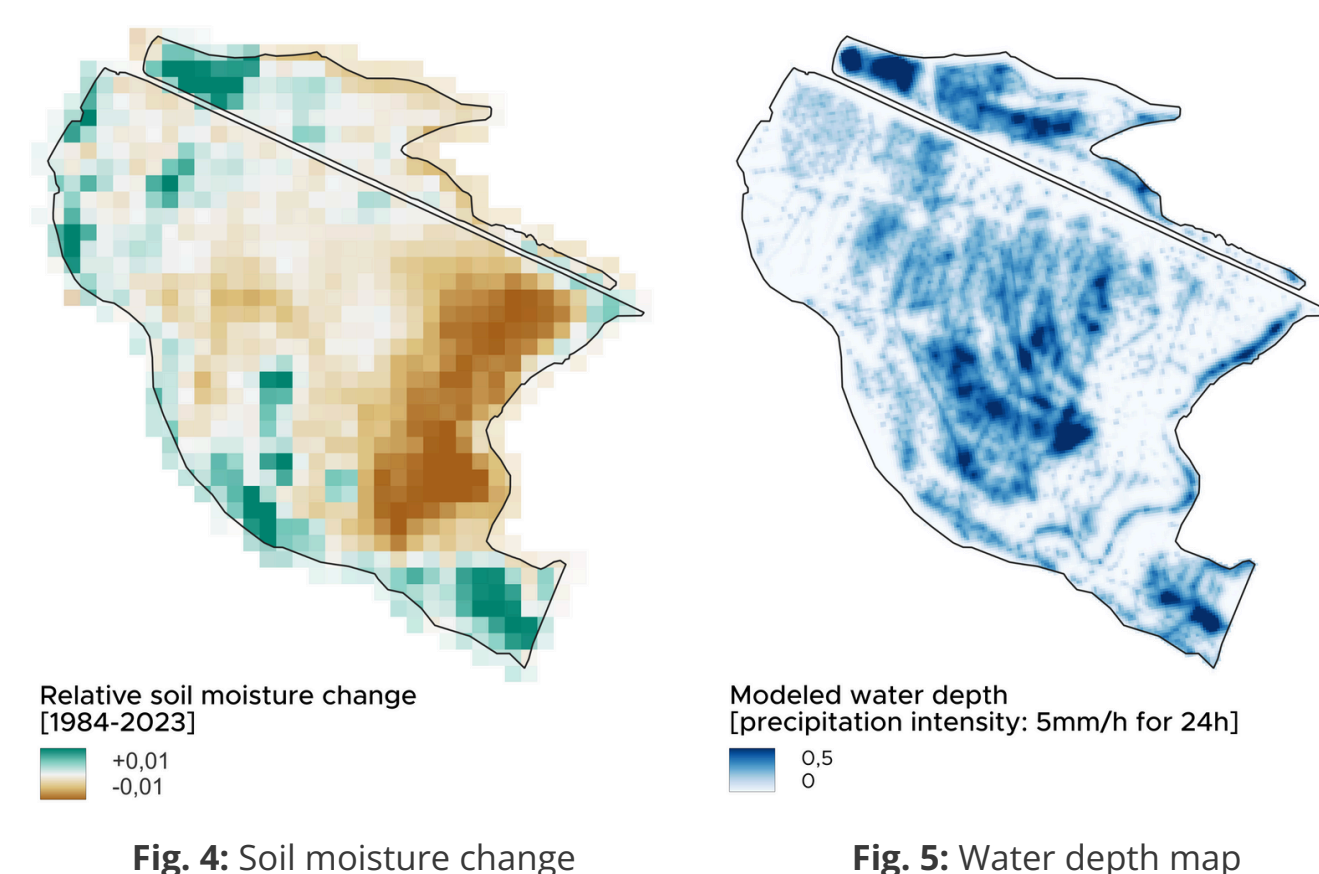 Relative soil moisture change
[1984-2023]
+0,01
-0,01
Fig. 4: Soil moisture change
Modeled water depth
[precipitation intensity: 5mm/h for 24h]
0,5
0
Fig. 5: Water depth map